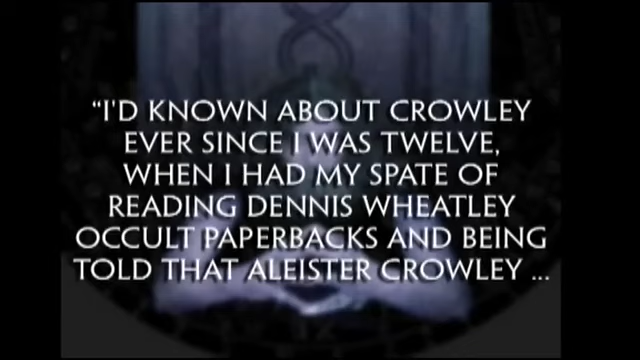 “I'D KNOWN ABOUT CROWLEY
EVER SINCE I WAS TWELVE,
WHEN I HAD MY SPATE OF
READING DENNIS WHEATLEY
OCCULT PAPERBACKS AND BEING
TOLD THAT ALEISTER CROWLEY ...